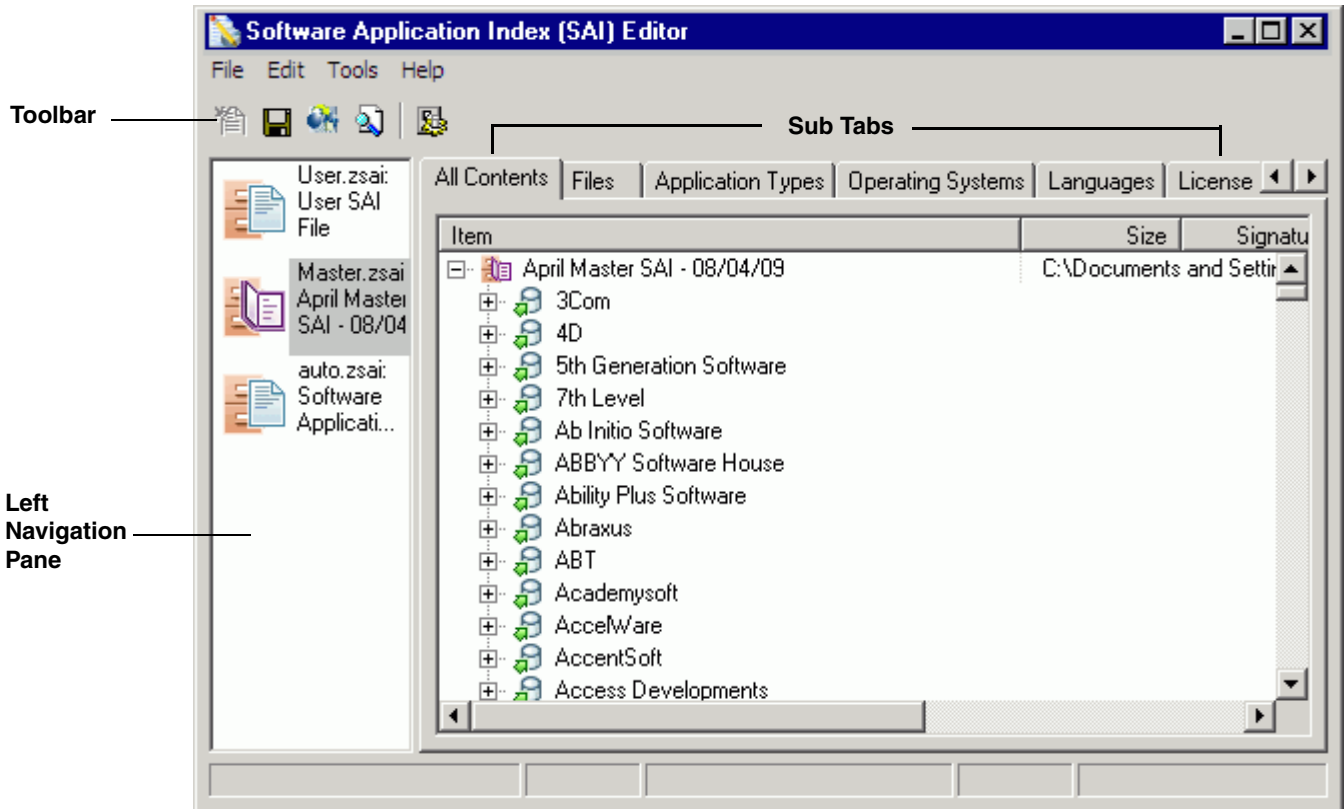 Software Application Index (SAI) Editor
File Edit Tools Help
Toolbar
Sub Tabs
User.zsai:
User SAI
File
Master.zsai
April Master
SAI - 08/04
auto.zsai:
Software
Applicati...
Left
Navigation
Pane
All Contents Files Application Types Operating Systems Languages License
Item Size Signatu
April Master SAI - 08/04/09 C:\Documents and Settin
3Com
4D
5th Generation Software
7th Level
Ab Initio Software
ABBYY Software House
Ability Plus Software
Abraxus
ABT
Academysoft
AccelWare
AccentSoft
Access Developments